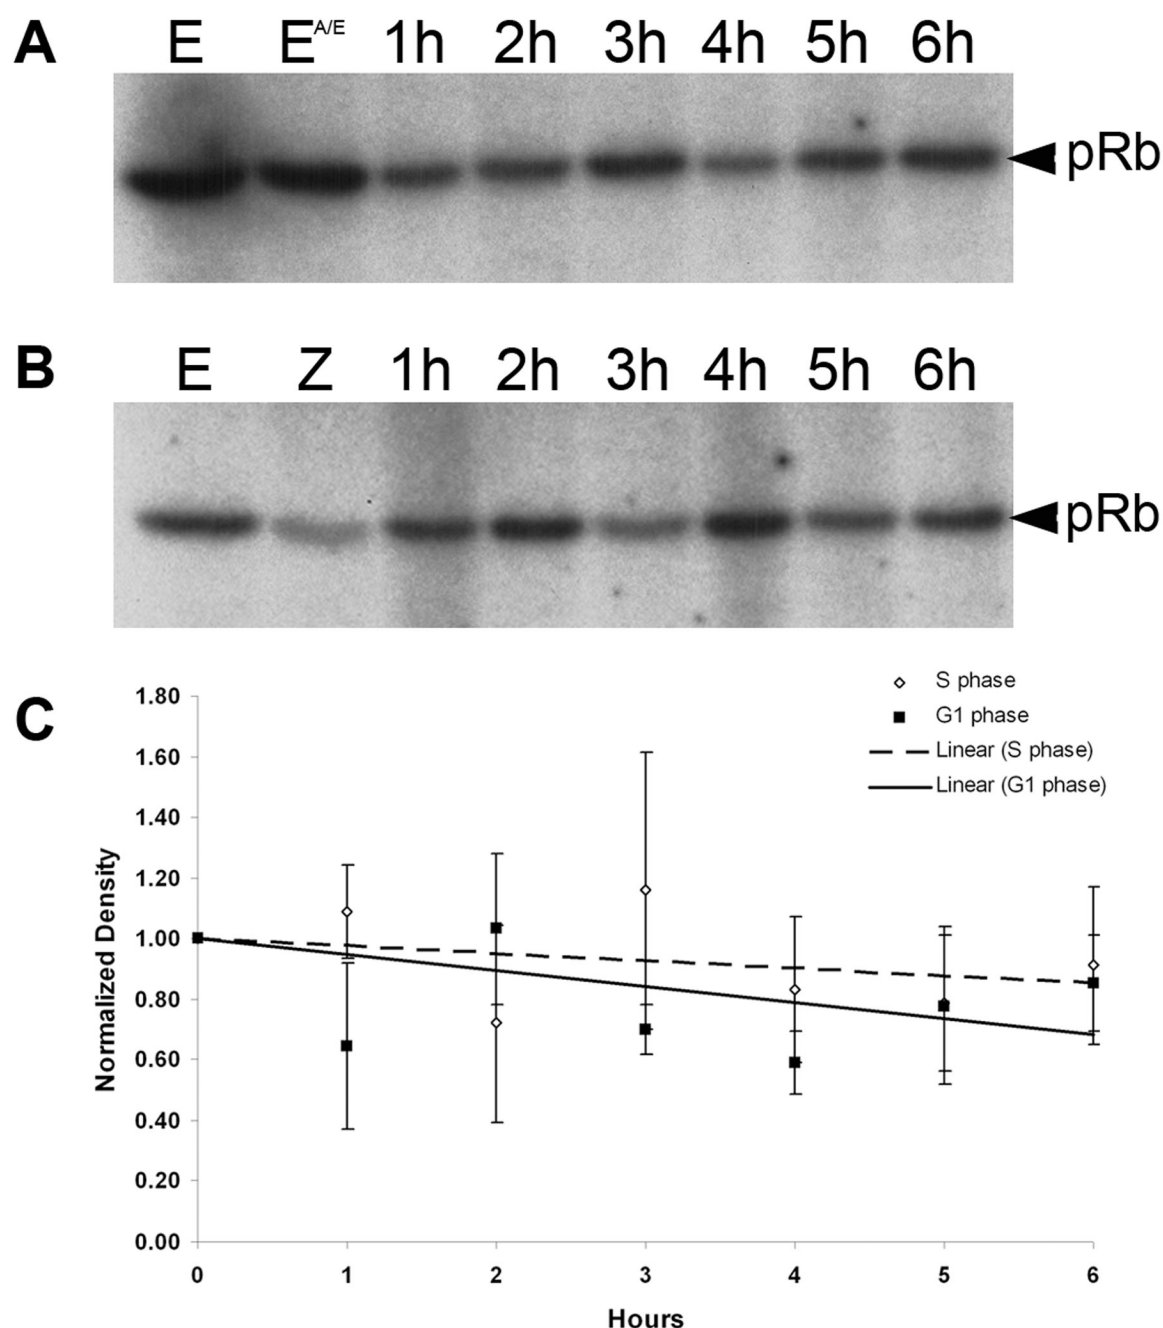 A E E^A/E 1h 2h 3h 4h 5h 6h
pRb
B E Z 1h 2h 3h 4h 5h 6h
pRb
C
S phase
G1 phase
Linear (S phase)
Linear (G1 phase)
Normalized Density
1.80
1.60
1.40
1.20
1.00
0.80
0.60
0.40
0.20
0.00
0 1 2 3 4 5 6
Hours